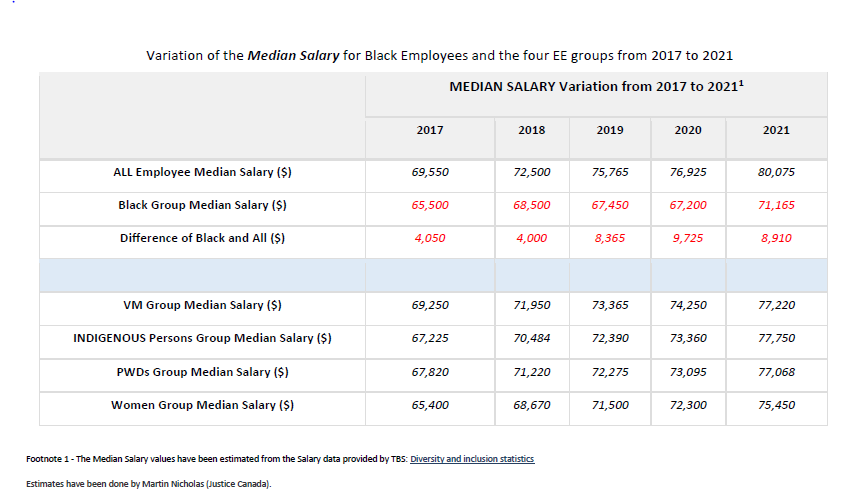 Variation of the Median Salary for Black Employees and the four EE groups from 2017 to 2021
MEDIAN SALARY Variation from 2017 to 2021¹
2017 2018 2019 2020 2021
ALL Employee Median Salary ($) 69,550 72,500 75,765 76,925 80,075
Black Group Median Salary ($) 65,500 68,500 67,450 67,200 71,165
Difference of Black and All ($) 4,050 4,000 8,365 9,725 8,910
VM Group Median Salary ($) 69,250 71,950 73,365 74,250 77,220
INDIGENOUS Persons Group Median Salary ($) 67,225 70,484 72,390 73,360 77,750
PWDs Group Median Salary ($) 67,820 71,220 72,275 73,095 77,068
Women Group Median Salary ($) 65,400 68,670 71,500 72,300 75,450
Footnote 1 - The Median Salary values have been estimated from the Salary data provided by TBS: Diversity and inclusion statistics
Estimates have been done by Martin Nicholas (Justice Canada).